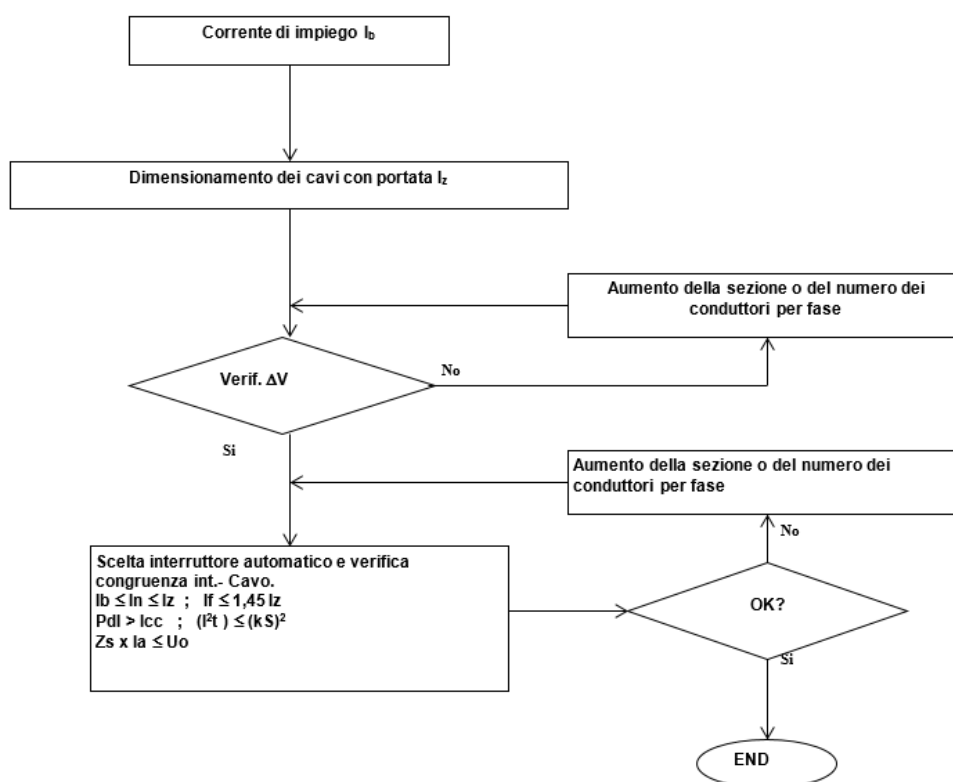 Corrente di impiego Ib
Dimensionamento dei cavi con portata Iz
Aumento della sezione o del numero dei
conduttori per fase
Verif. ΔV
No
Si
Aumento della sezione o del numero dei
conduttori per fase
No
Scelta interruttore automatico e verifica
congruenza int.- Cavo.
Ib ≤ In ≤ Iz ; If ≤ 1,45 Iz
PdI > Icc ; (I²t ) ≤ (kS)²
Zs x Ia ≤ Uo
OK?
Si
END